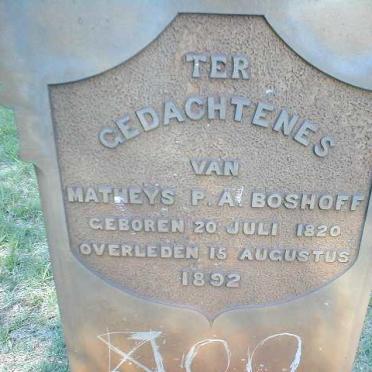 TER
GEDACHTENES
VAN
MATHEYS P. A. BOSHOFF
GEBOREN 20 JULI 1820
OVERLEDEN 15 AUGUSTUS
1892